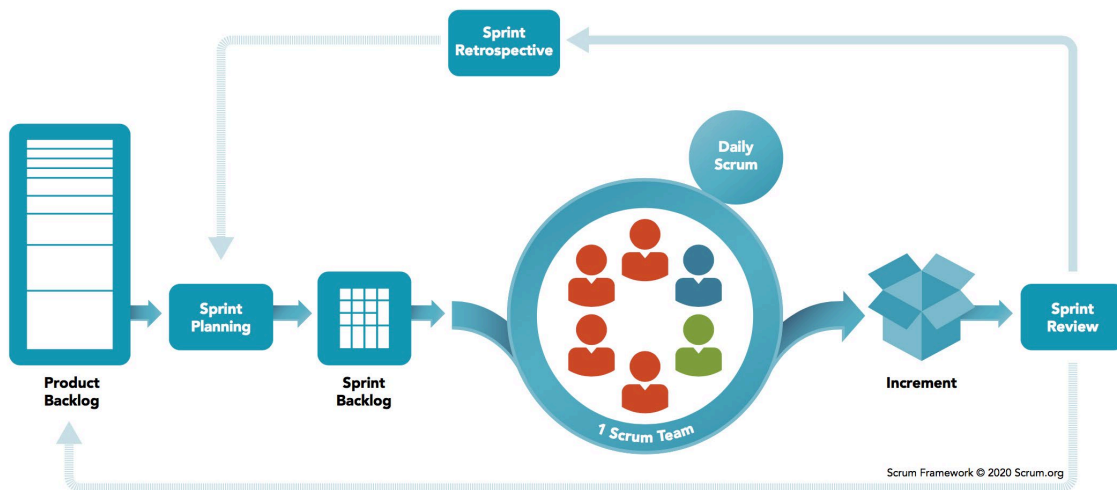 Sprint
Retrospective
Daily
Scrum
Sprint
Planning
Sprint
Review
Product
Backlog
Sprint
Backlog
1 Scrum Team
Increment
Scrum Framework © 2020 Scrum.org